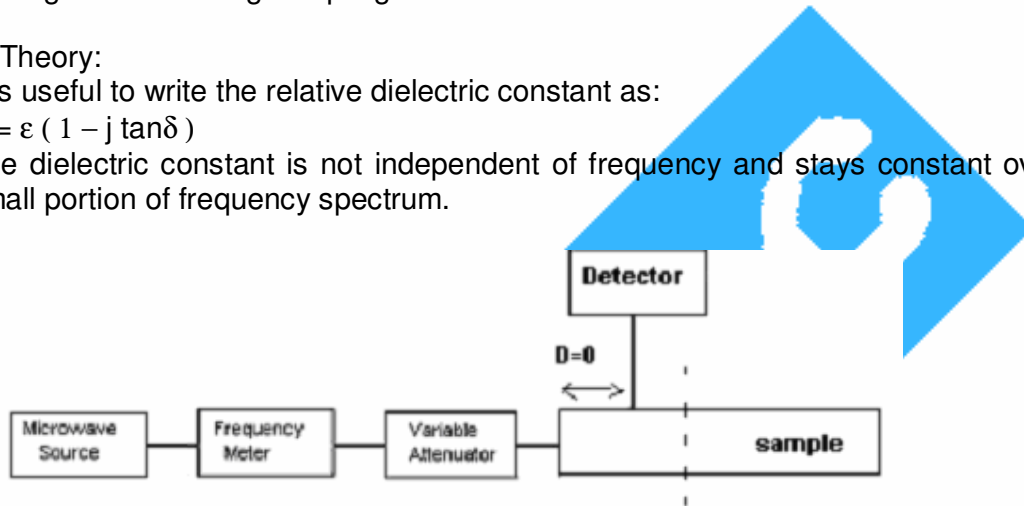 Theory:
s useful to write the relative dielectric constant as:
= ε ( 1 – j tanδ )
e dielectric constant is not independent of frequency and stays constant ov
nall portion of frequency spectrum.
Detector
D=0
Microwave
Source
Frequency
Meter
Variable
Attenuator
sample